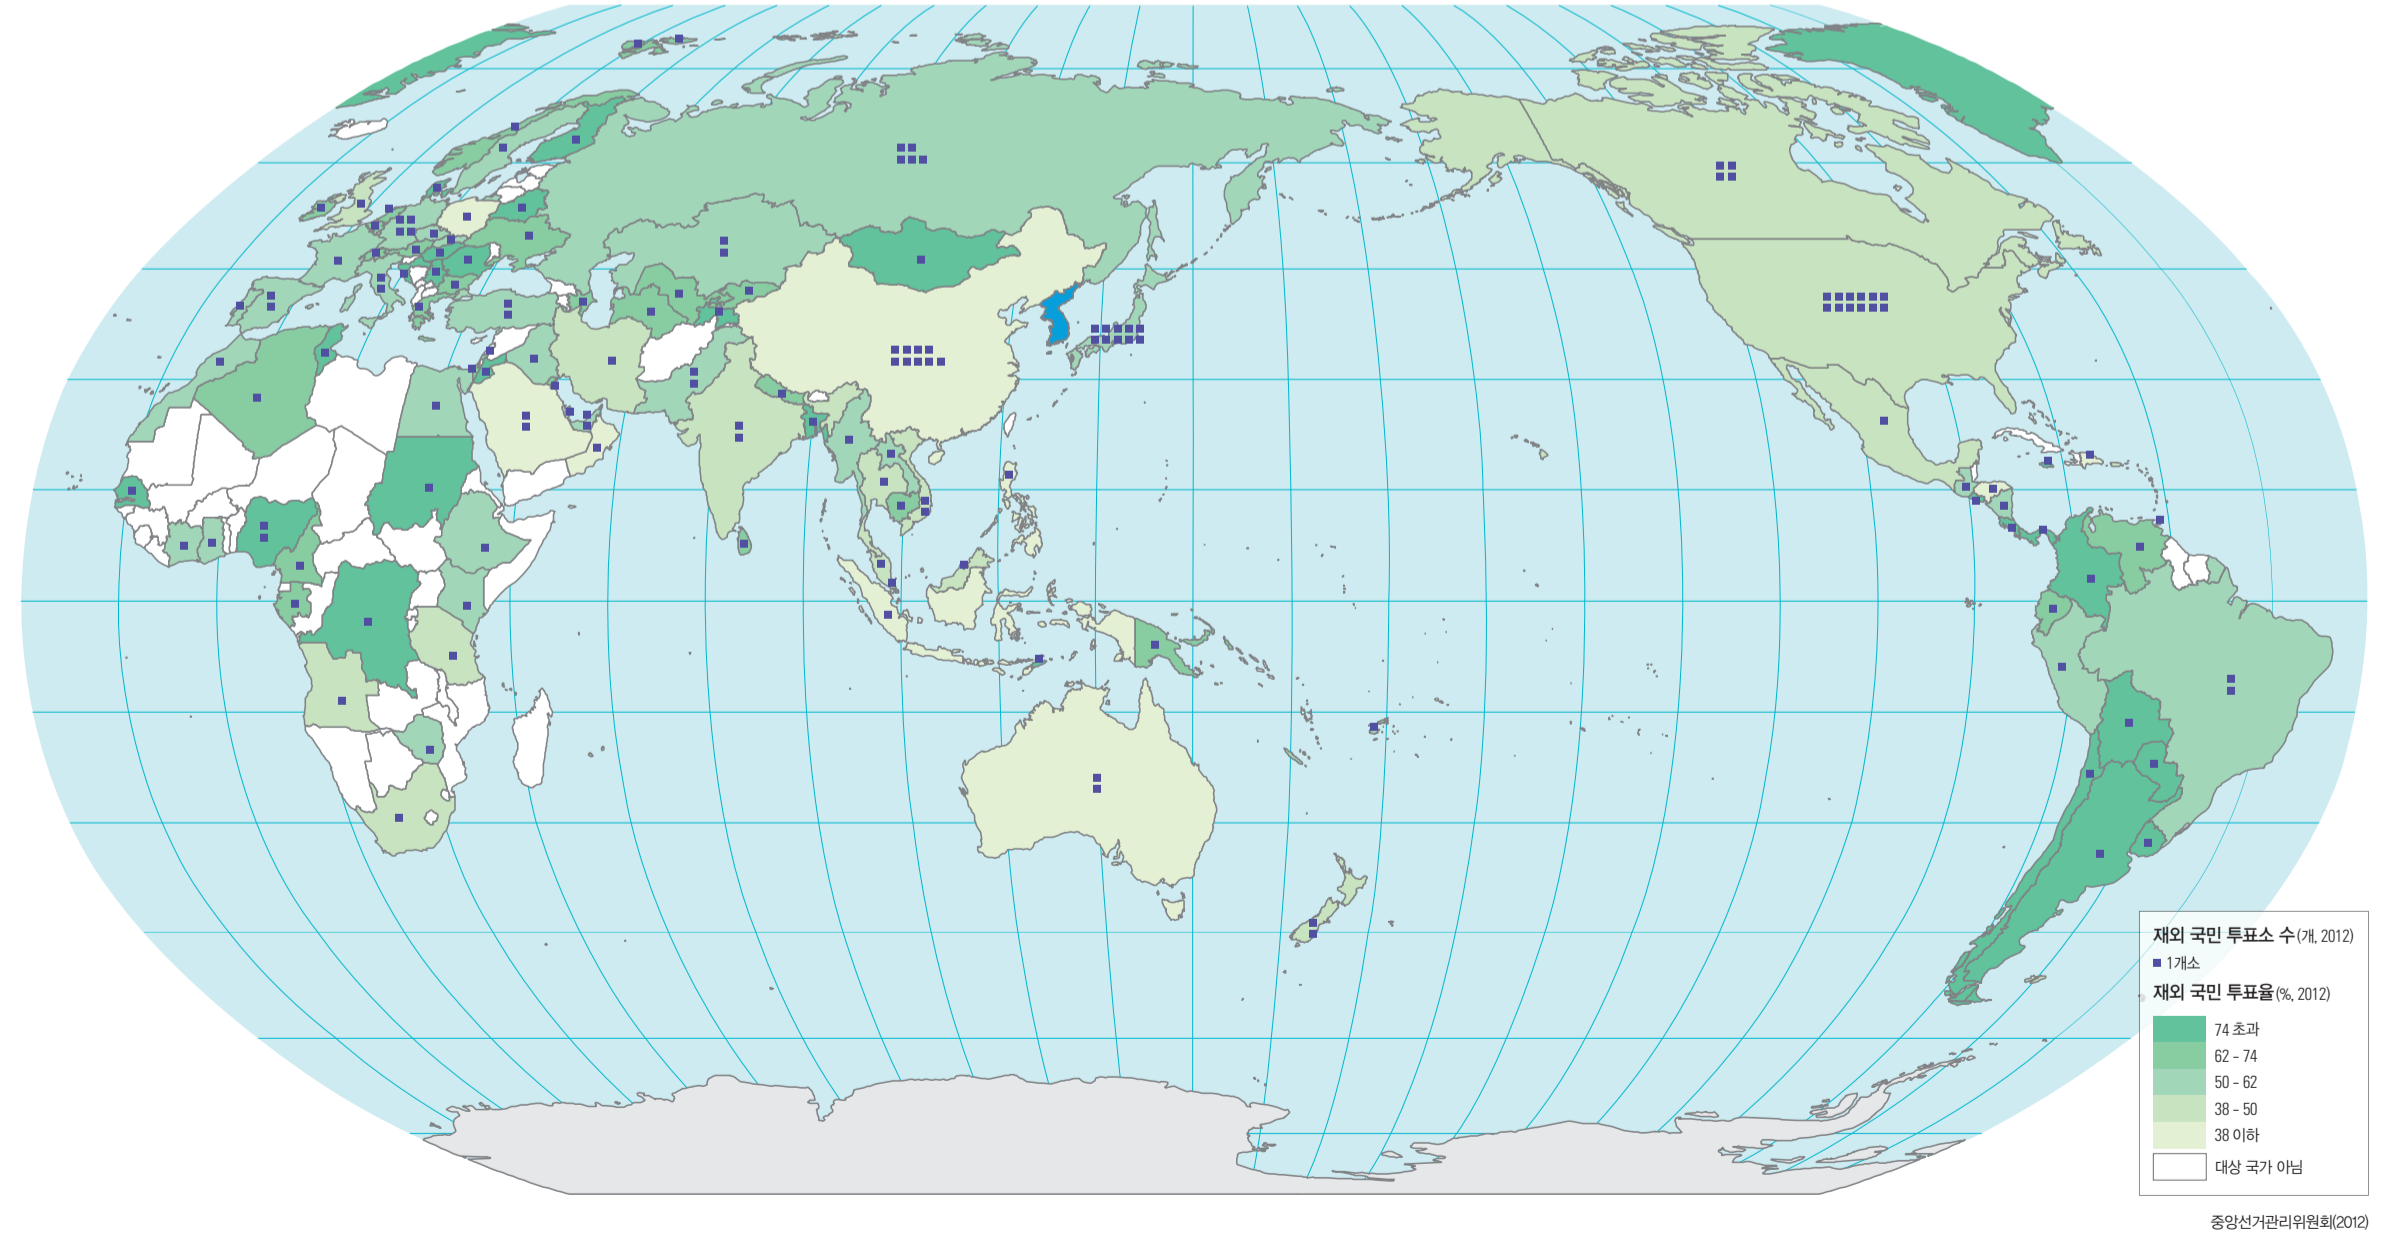 재외 국민 투표소 수(개, 2012)
1개소
재외 국민 투표율(%, 2012)
74 초과
62 - 74
50 - 62
38 - 50
38 이하
대상 국가 아님
중앙선거관리위원회(2012)